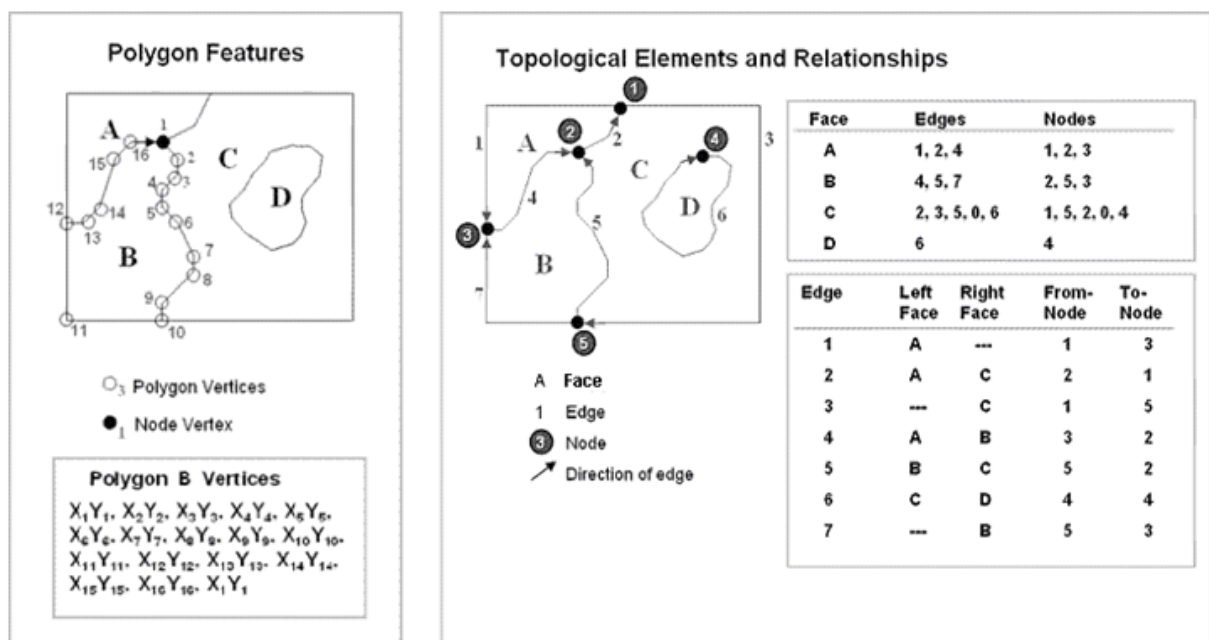 Polygon Features
1
A
16
2
C
15
3
4
D
14
5
12
6
13
B
7
8
9
11
10
○3 Polygon Vertices
●1 Node Vertex
Polygon B Vertices
X1Y1, X2Y2, X3Y3, X4Y4, X5Y5,
X6Y6, X7Y7, X8Y8, X9Y9, X10Y10,
X11Y11, X12Y12, X13Y13, X14Y14,
X15Y15, X16Y16, X1Y1
Topological Elements and Relationships
1
1
A
2
2
4
3
C
4
D
6
5
3
B
7
5
A Face
1 Edge
3 Node
Direction of edge
Face Edges Nodes
A 1, 2, 4 1, 2, 3
B 4, 5, 7 2, 5, 3
C 2, 3, 5, 0, 6 1, 5, 2, 0, 4
D 6 4
Edge Left Face Right Face From-Node To-Node
1 A --- 1 3
2 A C 2 1
3 --- C 1 5
4 A B 3 2
5 B C 5 2
6 C D 4 4
7 --- B 5 3